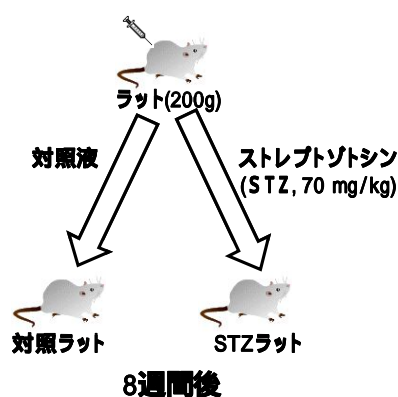 ラット(200g)
対照液
ストレプトゾトシン
(STZ, 70 mg/kg)
対照ラット
STZラット
8週間後